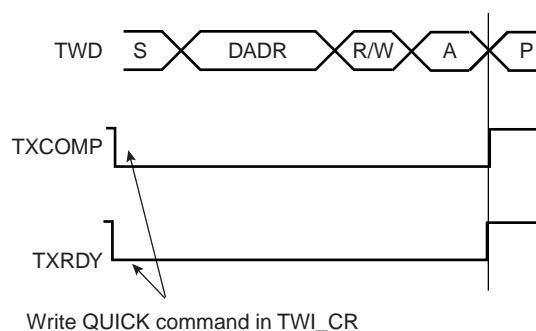 TWD S DADR R/W A P
TXCOMP
TXRDY
Write QUICK command in TWI_CR